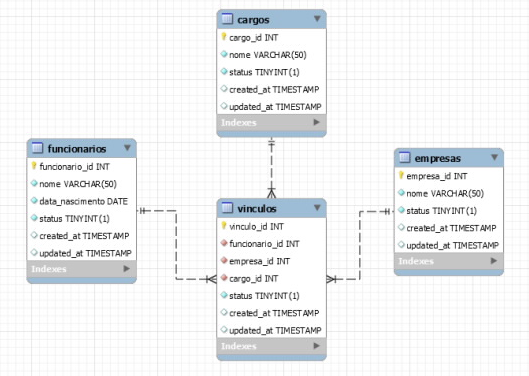 cargos
cargo_id INT
nome VARCHAR(50)
status TINYINT(1)
created_at TIMESTAMP
updated_at TIMESTAMP
Indexes
funcionarios
funcionario_id INT
nome VARCHAR(50)
data_nascimento DATE
status TINYINT(1)
created_at TIMESTAMP
updated_at TIMESTAMP
Indexes
vinculos
vinculo_id INT
funcionario_id INT
empresa_id INT
cargo_id INT
status TINYINT(1)
created_at TIMESTAMP
updated_at TIMESTAMP
Indexes
empresas
empresa_id INT
nome VARCHAR(50)
status TINYINT(1)
created_at TIMESTAMP
updated_at TIMESTAMP
Indexes